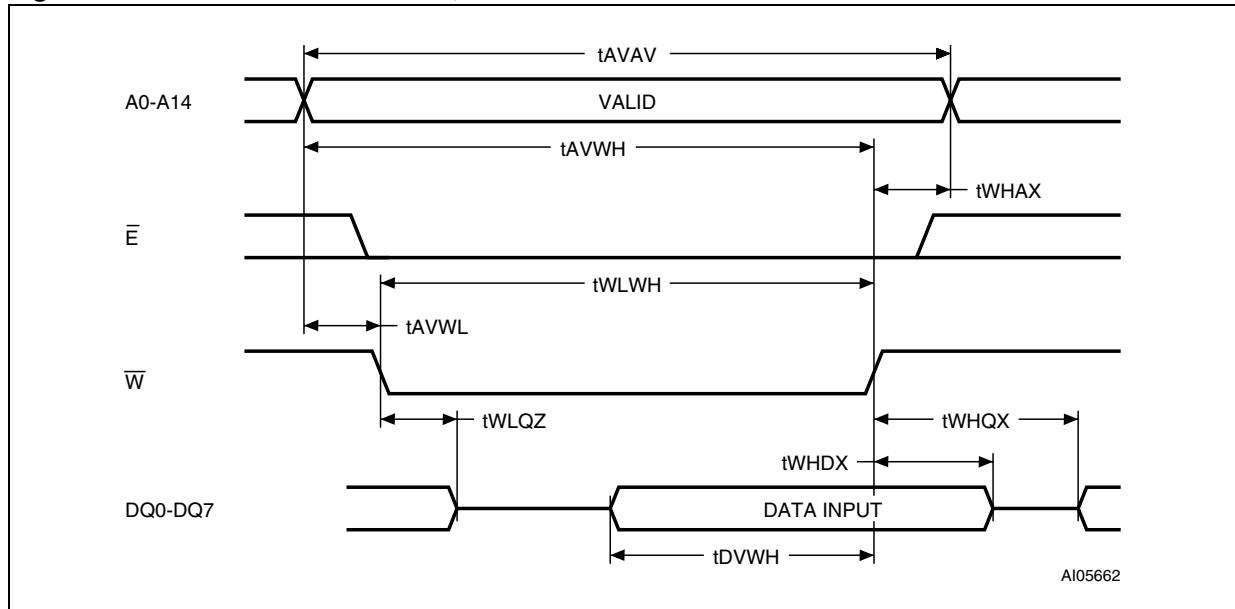 tAVAV
A0-A14
VALID
tAVWH
tWHAX
E̅
tWLWH
tAVWL
W̅
tWLQZ
tWHQX
tWHDX
DQ0-DQ7
DATA INPUT
tDVWH
AI05662